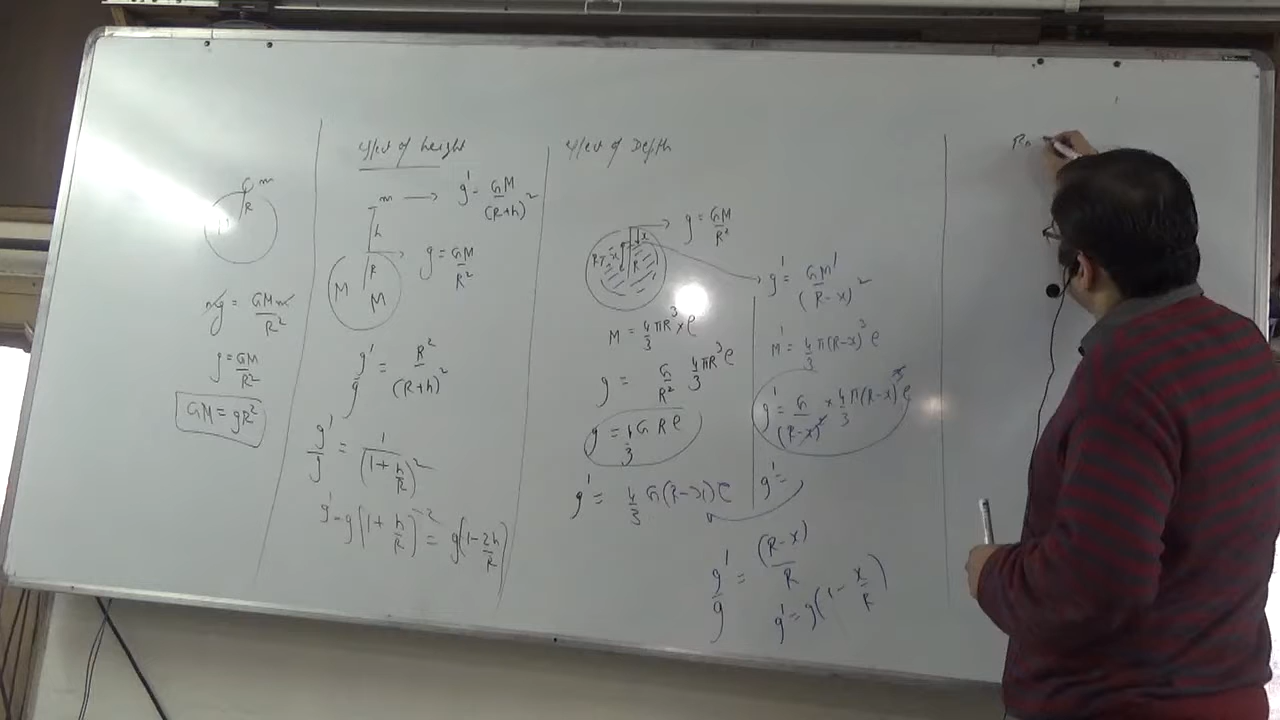 m
R
mg = GMm/R²
g = GM/R²
GM = gR²
Effect of height
m → g' = GM/(R+h)²
h
R
g = GM/R²
M
M
g'/g = R²/(R+h)²
g'/g = 1/(1+h/R)²
g' = g(1+h/R)⁻² = g(1-2h/R)
Effect of Depth
g = GM/R²
x
R-x
R
g' = GM'/(R-x)²
M = 4/3 πR³ × ρ
g = G/R² 4/3 πR³ρ
g = 4/3 G R ρ
M' = 4/3 π(R-x)³ ρ
g' = G/(R-x)² × 4/3 π(R-x)³ ρ
g' =
g' = 4/3 G(R-x)ρ
g'/g = (R-x)/R
g' = g(1 - x/R)